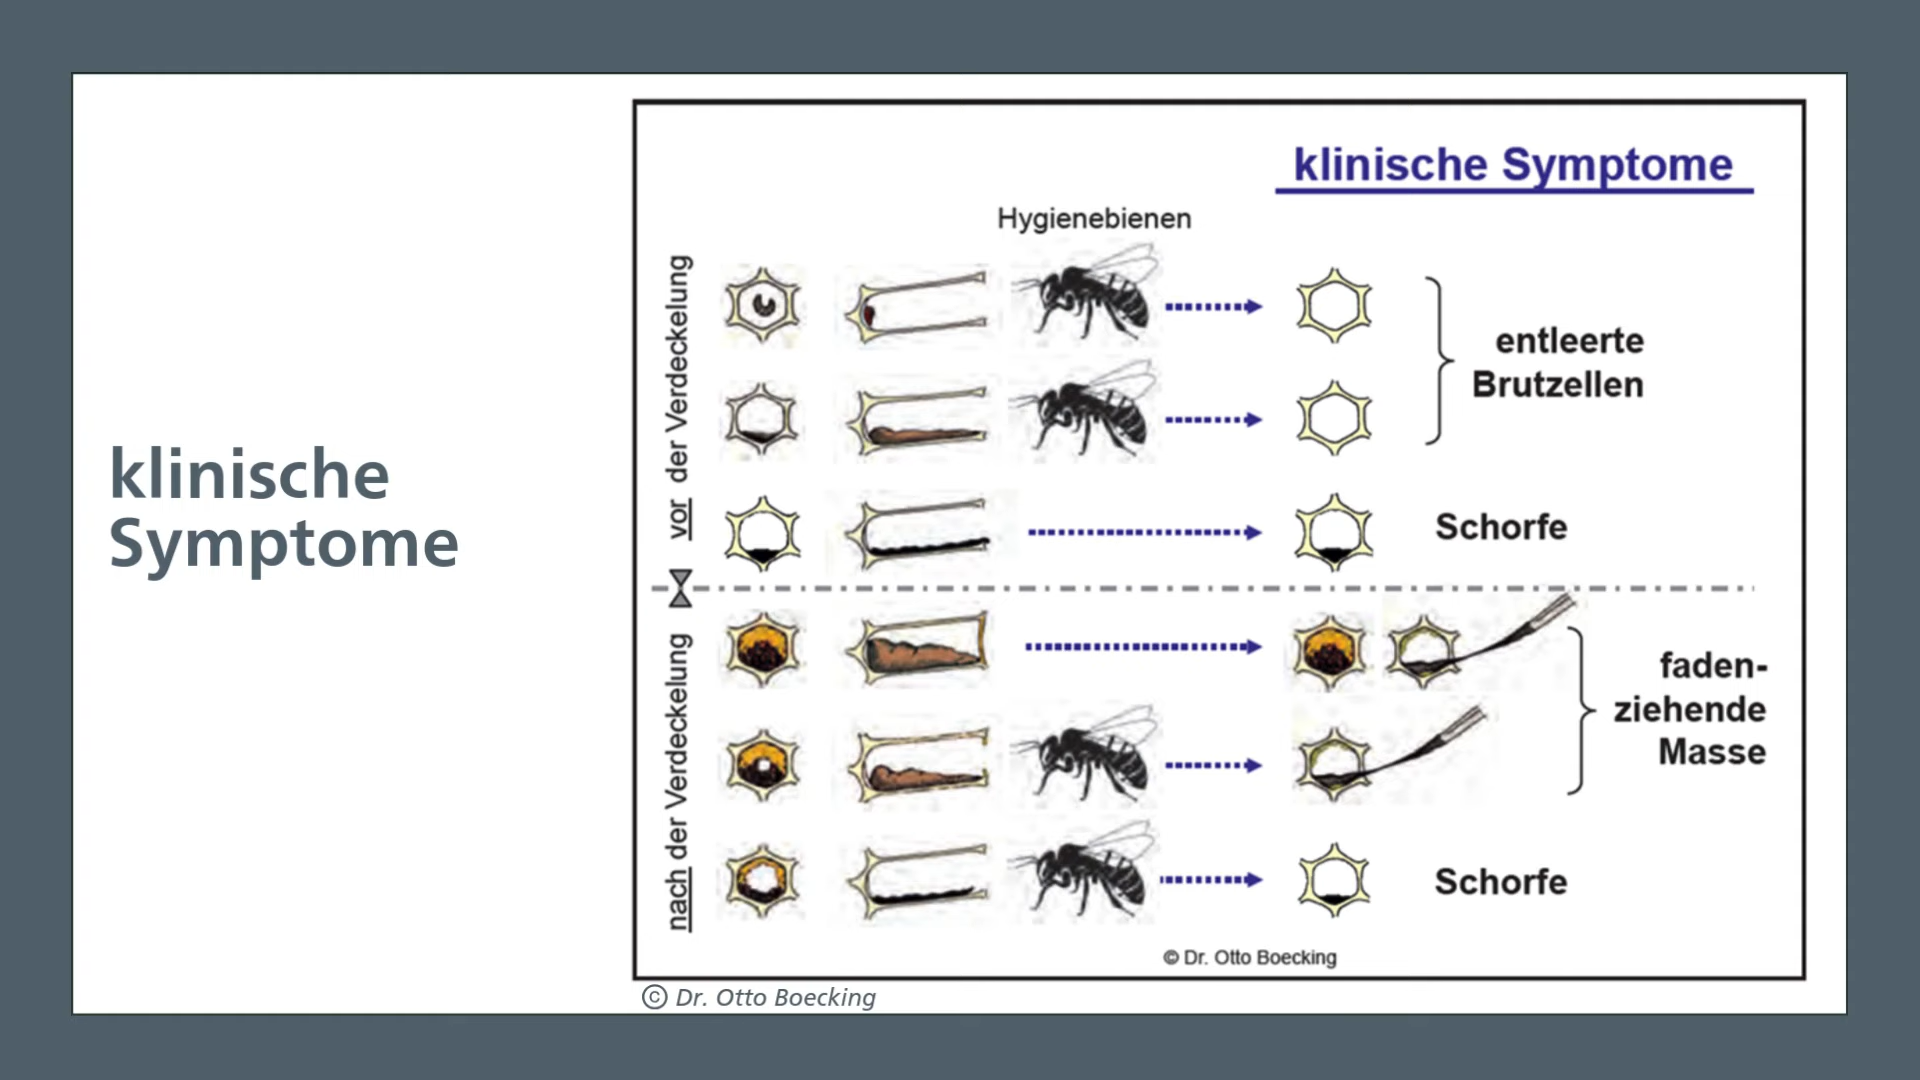 klinische
Symptome
klinische Symptome
Hygienebienen
vor der Verdeckelung
entleerte
Brutzellen
Schorfe
nach der Verdeckelung
faden-
ziehende
Masse
Schorfe
© Dr. Otto Boecking
© Dr. Otto Boecking